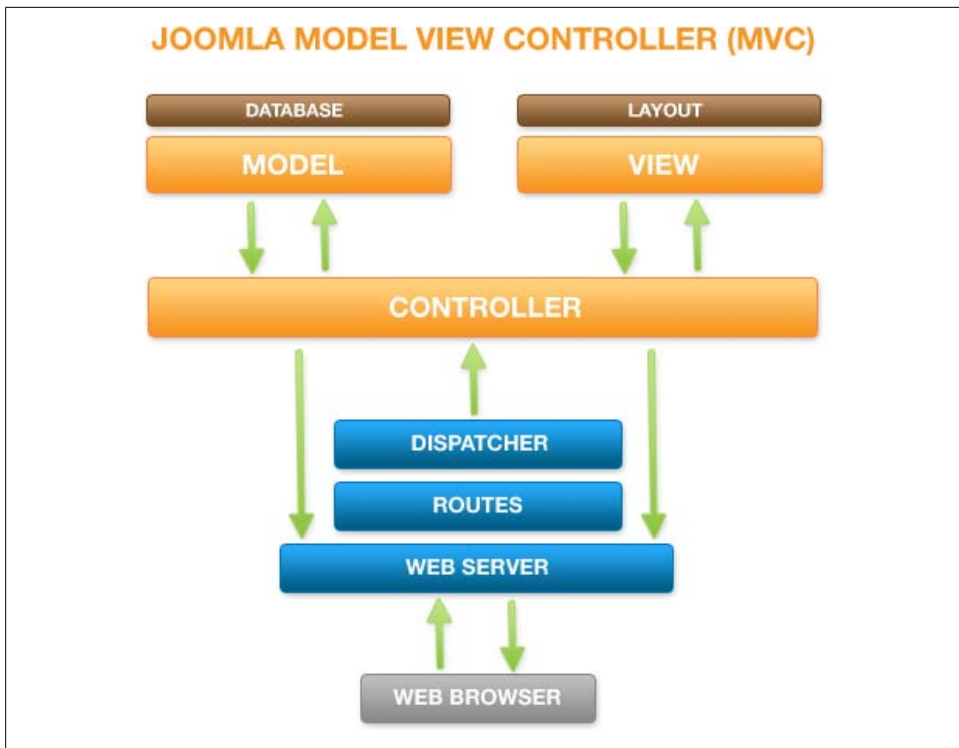 JOOMLA MODEL VIEW CONTROLLER (MVC)
DATABASE
LAYOUT
MODEL
VIEW
CONTROLLER
DISPATCHER
ROUTES
WEB SERVER
WEB BROWSER